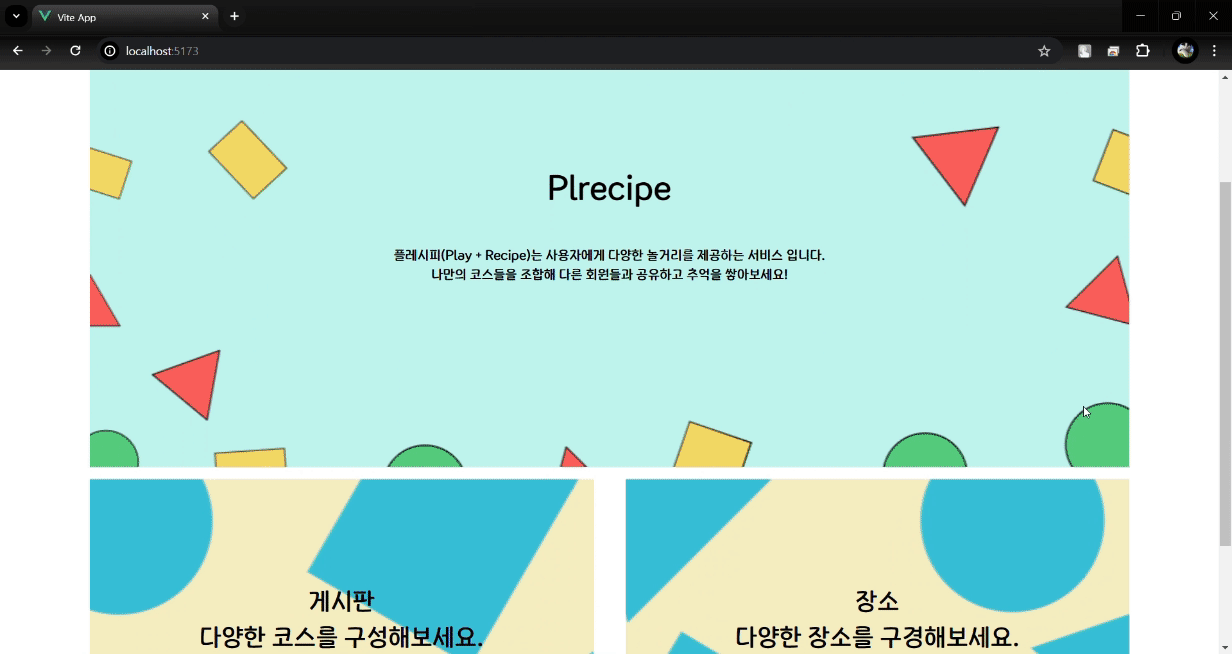 Vite App
localhost:5173
Plrecipe
플레시피(Play + Recipe)는 사용자에게 다양한 놀거리를 제공하는 서비스 입니다.
나만의 코스들을 조합해 다른 회원들과 공유하고 추억을 쌓아보세요!
게시판
다양한 코스를 구성해보세요.
장소
다양한 장소를 구경해보세요.